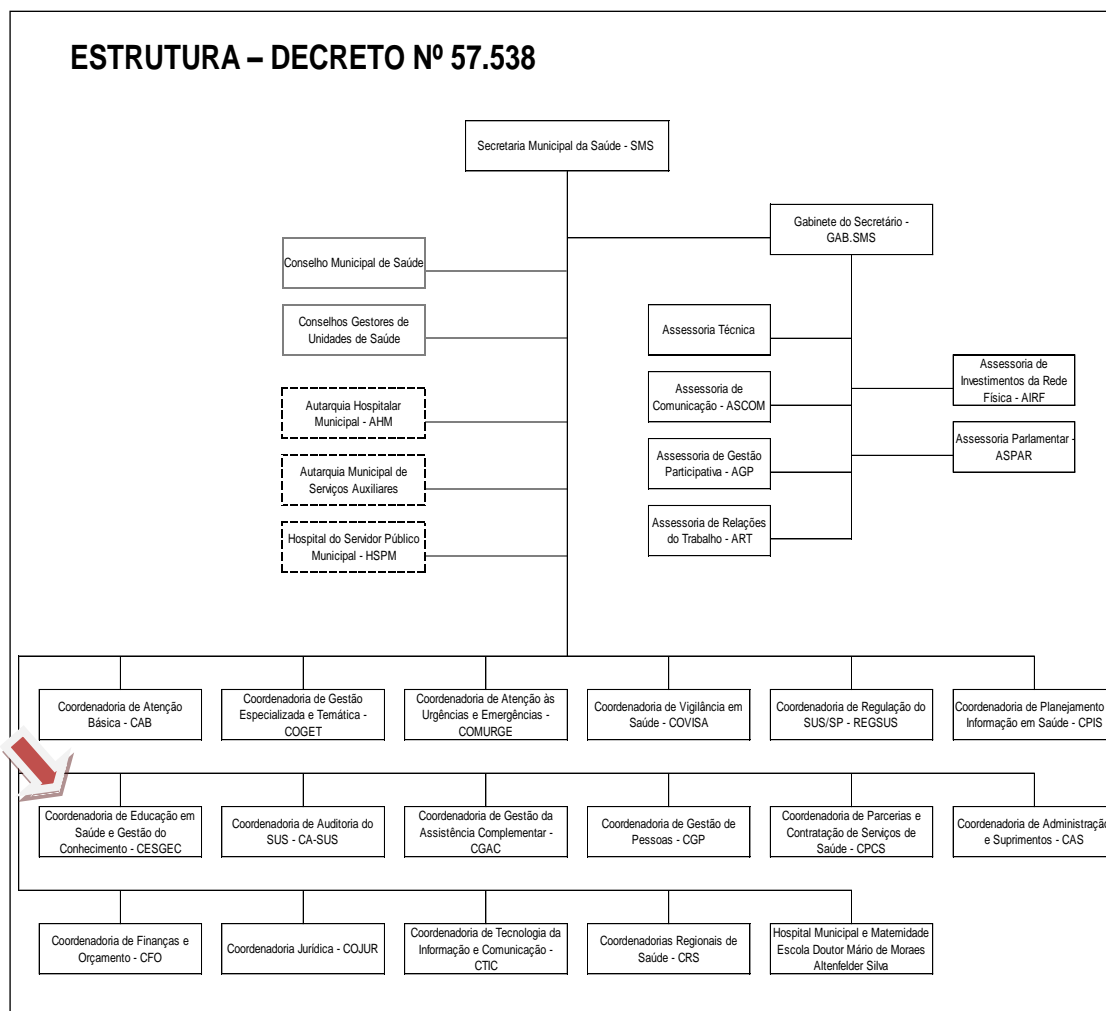 ESTRUTURA – DECRETO Nº 57.538
Secretaria Municipal da Saúde - SMS
Gabinete do Secretário -
GAB.SMS
Conselho Municipal de Saúde
Conselhos Gestores de
Unidades de Saúde
Autarquia Hospitalar
Municipal - AHM
Autarquia Municipal de
Serviços Auxiliares
Hospital do Servidor Público
Municipal - HSPM
Assessoria Técnica
Assessoria de
Comunicação - ASCOM
Assessoria de Gestão
Participativa - AGP
Assessoria de Relações
do Trabalho - ART
Assessoria de
Investimentos da Rede
Física - AIRF
Assessoria Parlamentar -
ASPAR
Coordenadoria de Atenção
Básica - CAB
Coordenadoria de Gestão
Especializada e Temática -
COGET
Coordenadoria de Atenção às
Urgências e Emergências -
COMURGE
Coordenadoria de Vigilância em
Saúde - COVISA
Coordenadoria de Regulação do
SUS/SP - REGSUS
Coordenadoria de Planejamento
Informação em Saúde - CPIS
Coordenadoria de Educação em
Saúde e Gestão do
Conhecimento - CESGEC
Coordenadoria de Auditoria do
SUS - CA-SUS
Coordenadoria de Gestão da
Assistência Complementar -
CGAC
Coordenadoria de Gestão de
Pessoas - CGP
Coordenadoria de Parcerias e
Contratação de Serviços de
Saúde - CPCS
Coordenadoria de Administração
e Suprimentos - CAS
Coordenadoria de Finanças e
Orçamento - CFO
Coordenadoria Jurídica - COJUR
Coordenadoria de Tecnologia da
Informação e Comunicação -
CTIC
Coordenadorias Regionais de
Saúde - CRS
Hospital Municipal e Maternidade
Escola Doutor Mário de Moraes
Altenfelder Silva